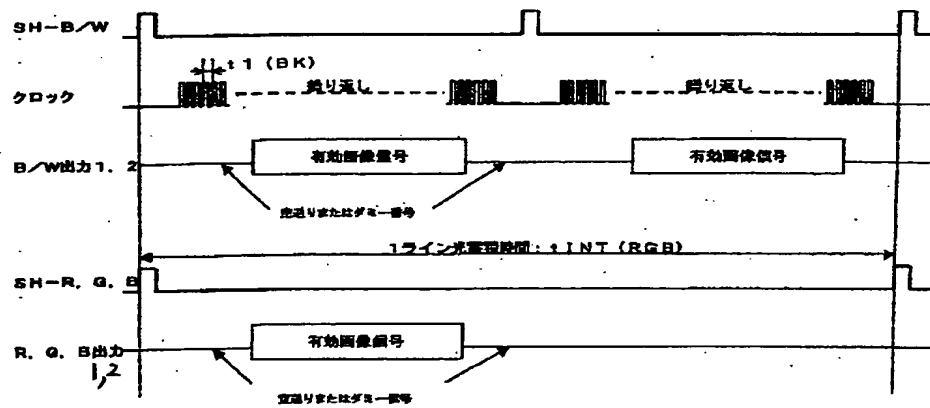 SH-B/W
t1 (BK)
クロック
繰り返し
繰り返し
有効画像信号
有効画像信号
B/W出力1, 2
空送りまたはダミー信号
1ライン光蓄積時間：tINT (RGB)
SH-R, G, B
有効画像信号
R, G, B出力
1,2
空送りまたはダミー信号